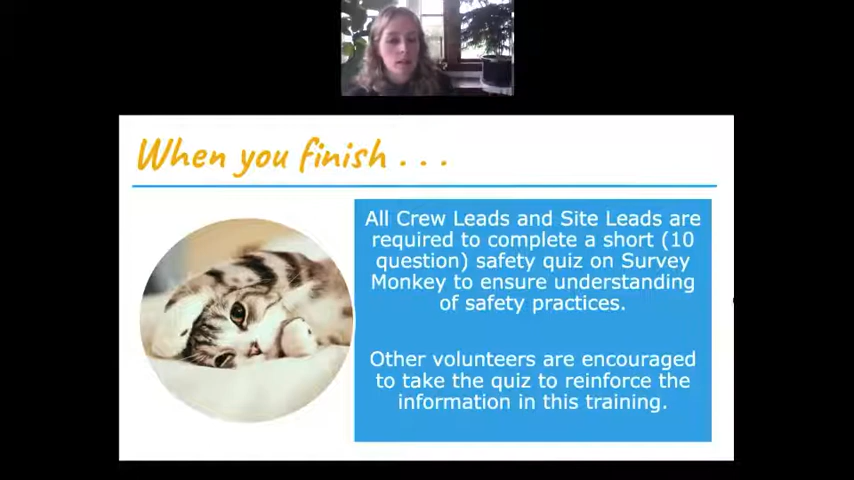 When you finish . . .
All Crew Leads and Site Leads are
required to complete a short (10
question) safety quiz on Survey
Monkey to ensure understanding
of safety practices.
Other volunteers are encouraged
to take the quiz to reinforce the
information in this training.